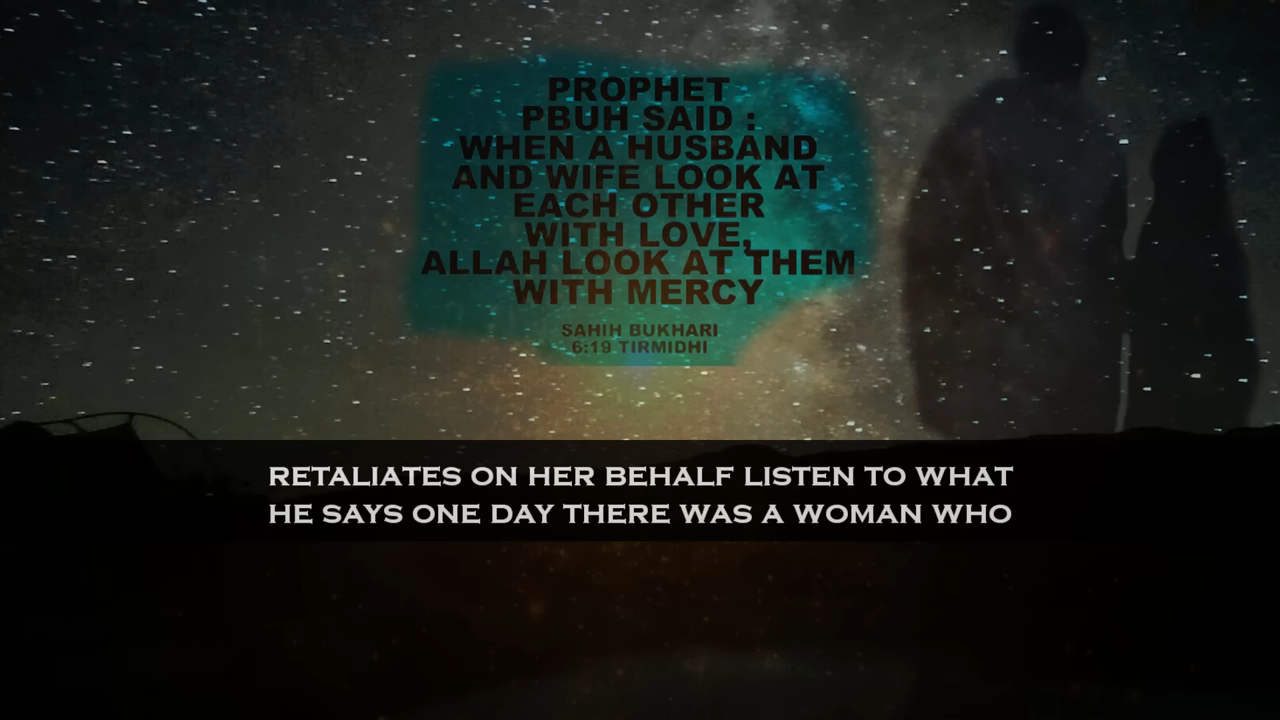 PROPHET
PBUH SAID :
WHEN A HUSBAND
AND WIFE LOOK AT
EACH OTHER
WITH LOVE,
ALLAH LOOK AT THEM
WITH MERCY
SAHIH BUKHARI
6:19 TIRMIDHI
RETALIATES ON HER BEHALF LISTEN TO WHAT
HE SAYS ONE DAY THERE WAS A WOMAN WHO